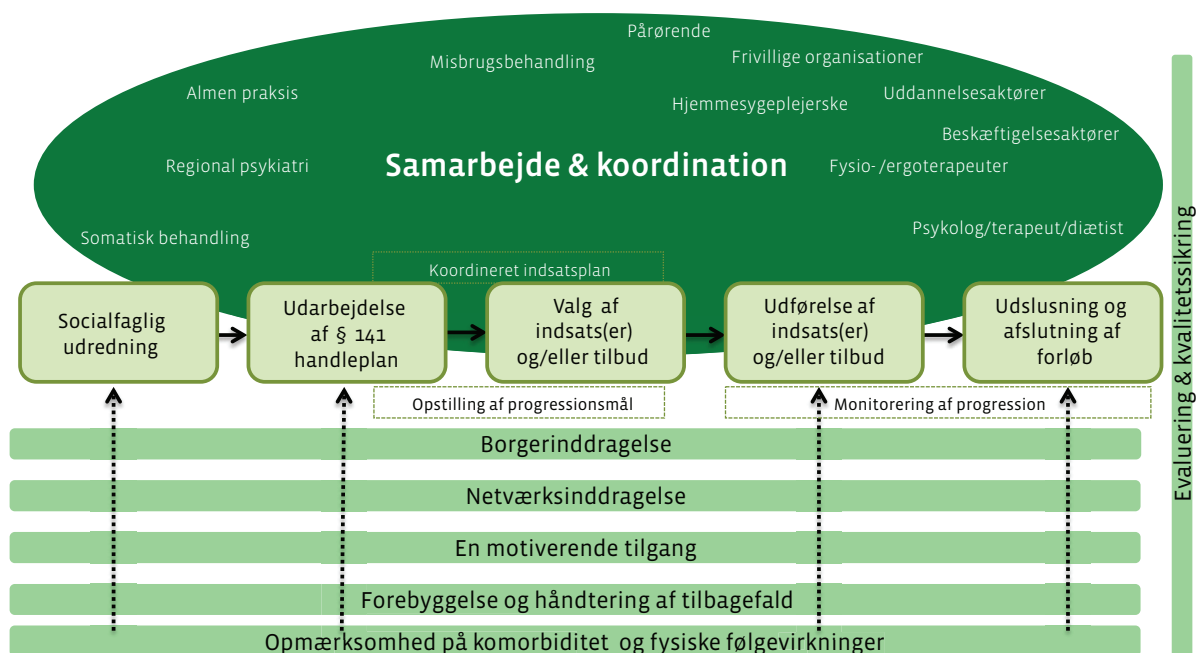 Pårørende
Misbrugsbehandling
Frivillige organisationer
Almen praksis
Hjemmesygeplejerske
Uddannelsesaktører
Beskæftigelsesaktører
Regional psykiatri
Samarbejde & koordination
Fysio-/ergoterapeuter
Somatisk behandling
Psykolog/terapeut/diætist
Koordineret indsatsplan
Socialfaglig
udredning
Udarbejdelse
af § 141
handleplan
Valg af
indsats(er)
og/eller tilbud
Udførelse af
indsats(er)
og/eller tilbud
Udslusning og
afslutning af
forløb
Opstilling af progressionsmål
Monitorering af progression
Borgerinddragelse
Netværksinddragelse
En motiverende tilgang
Forebyggelse og håndtering af tilbagefald
Opmærksomhed på komorbiditet og fysiske følgevirkninger
Evaluering & kvalitetssikring